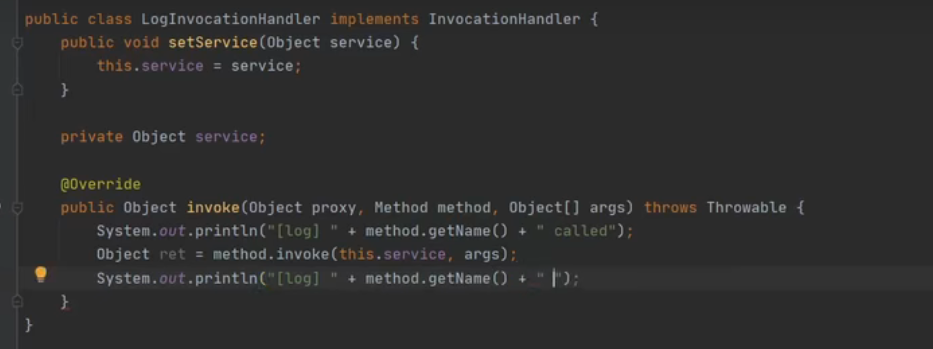 public class LogInvocationHandler implements InvocationHandler {
    public void setService(Object service) {
        this.service = service;
    }

    private Object service;

    @Override
    public Object invoke(Object proxy, Method method, Object[] args) throws Throwable {
        System.out.println("[log] " + method.getName() + " called");
        Object ret = method.invoke(this.service, args);
        System.out.println("[log] " + method.getName() + " ");
    }
}